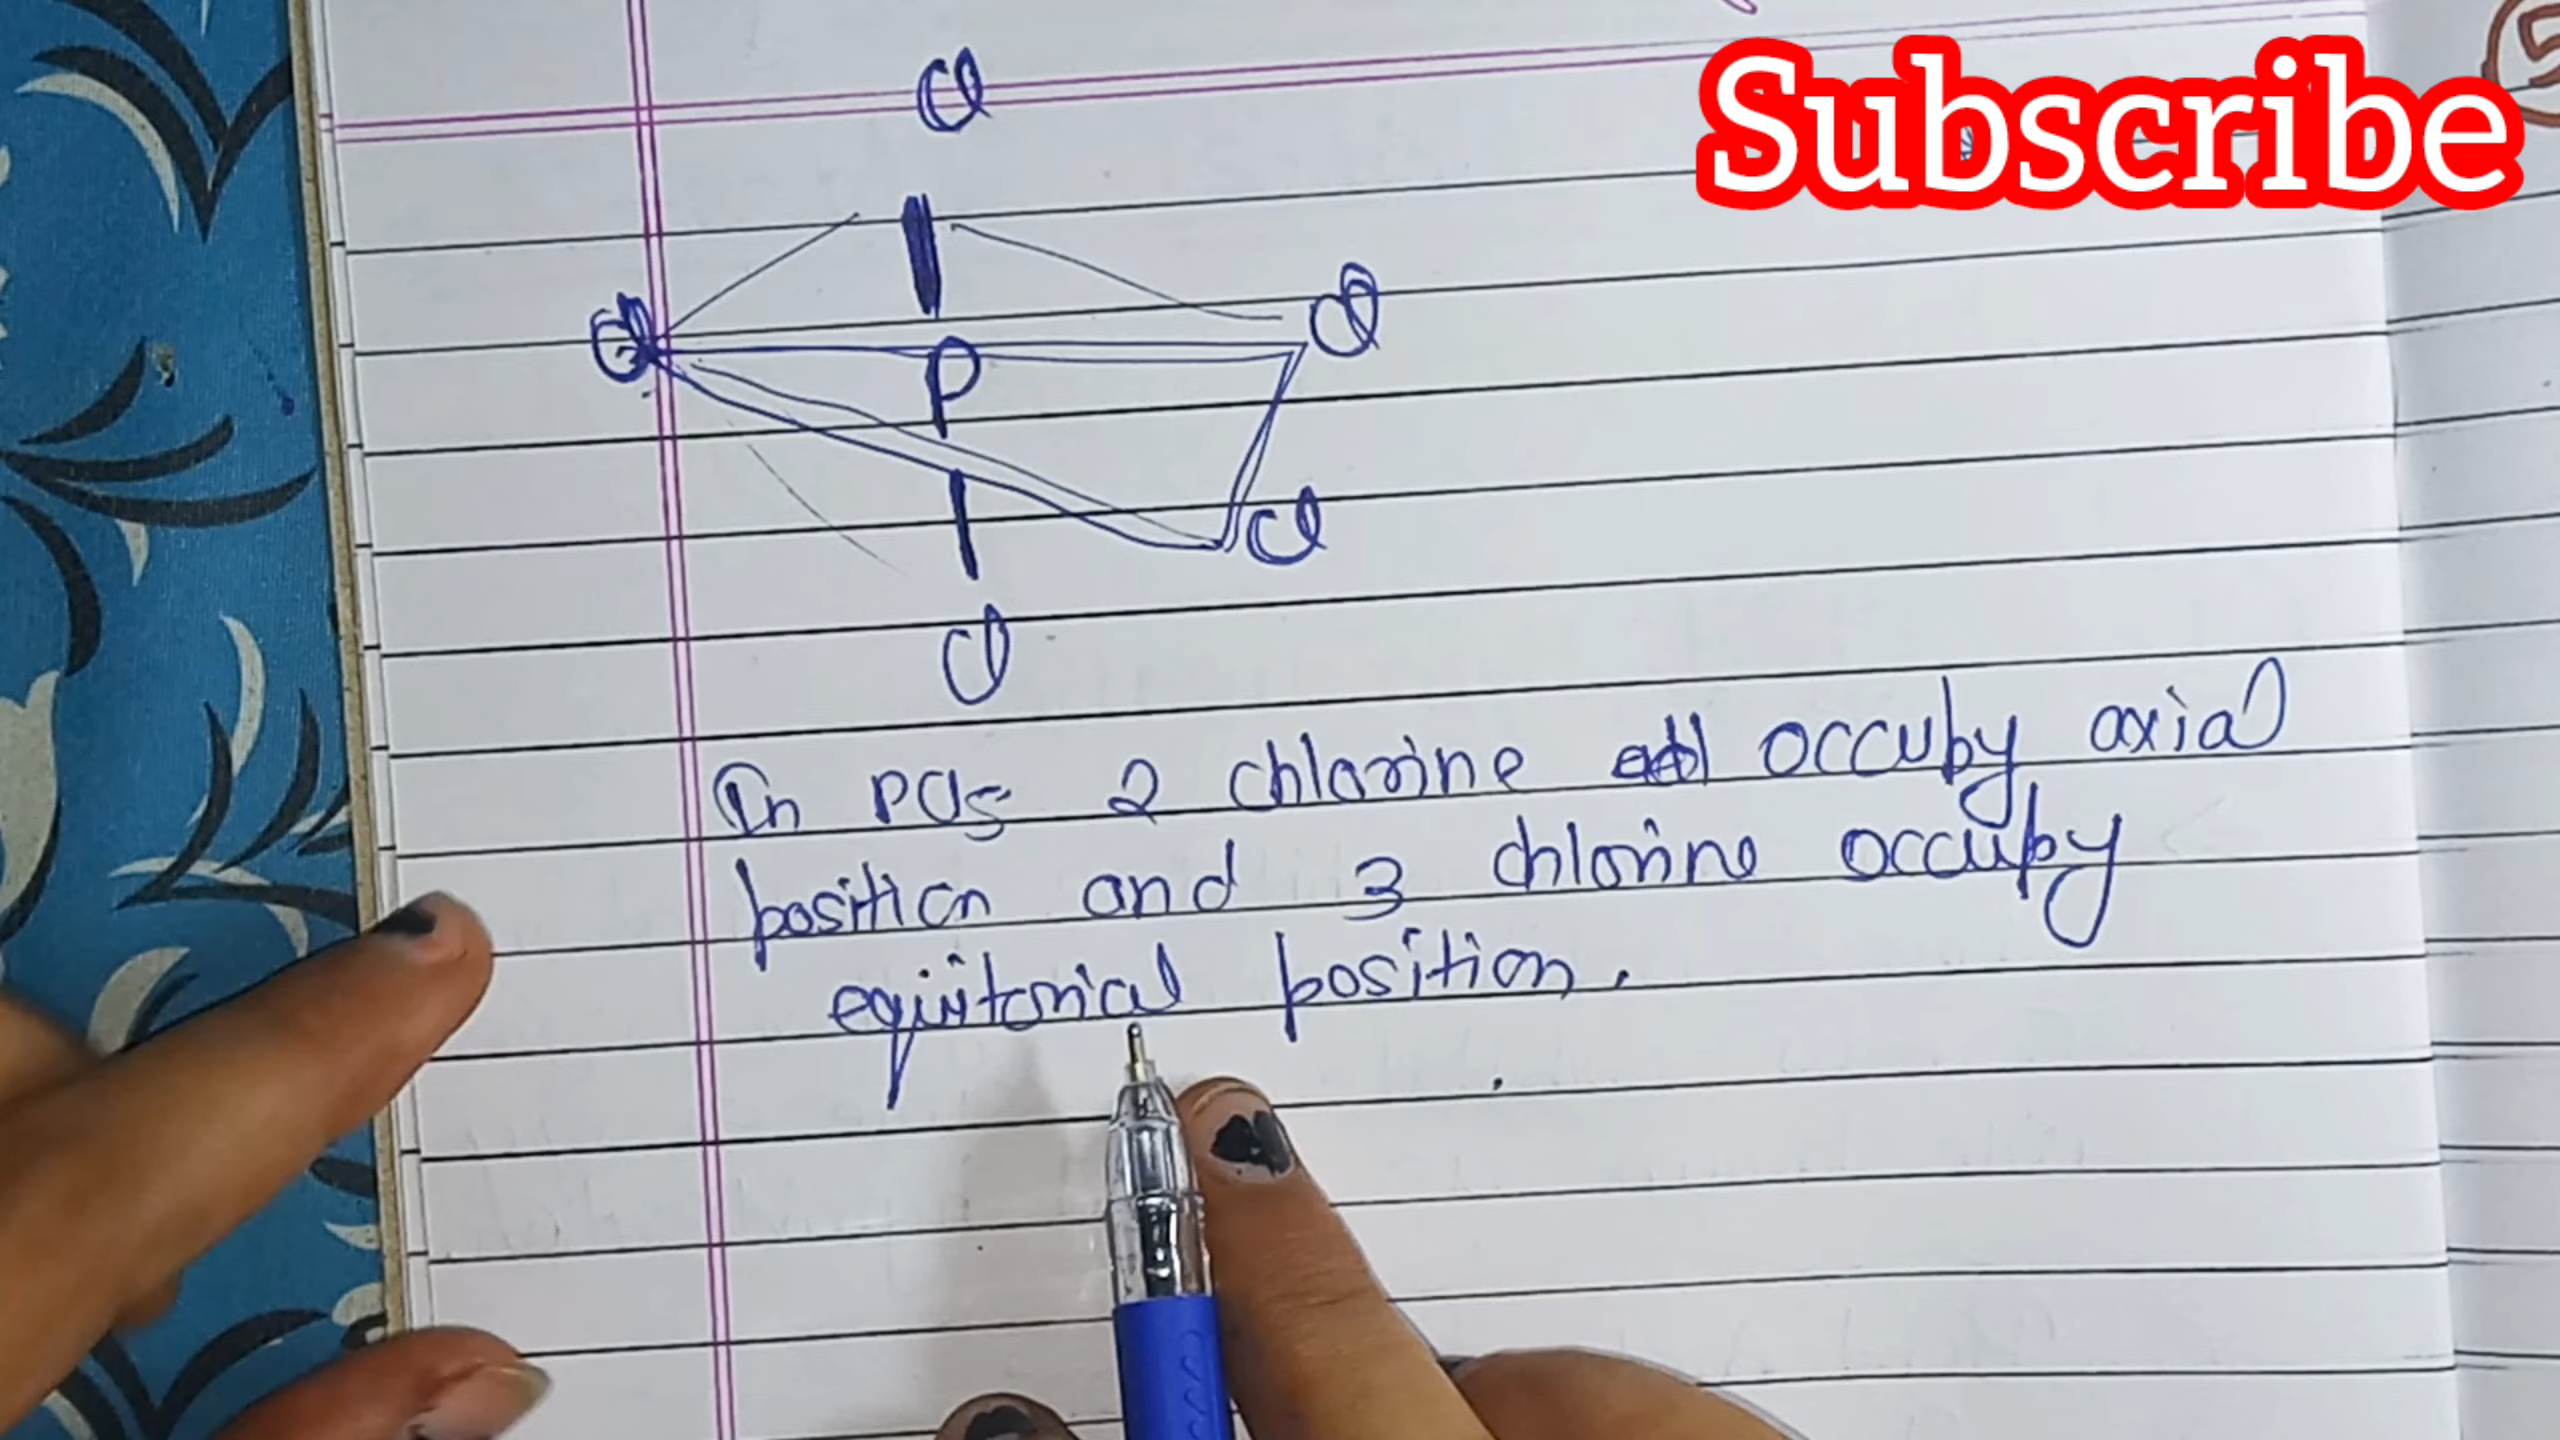 Subscribe
Cl
Cl
Cl
P
Cl
Cl
In PCl5 2 chlorine occupy axial
position and 3 chlorine occupy
equitorial position.